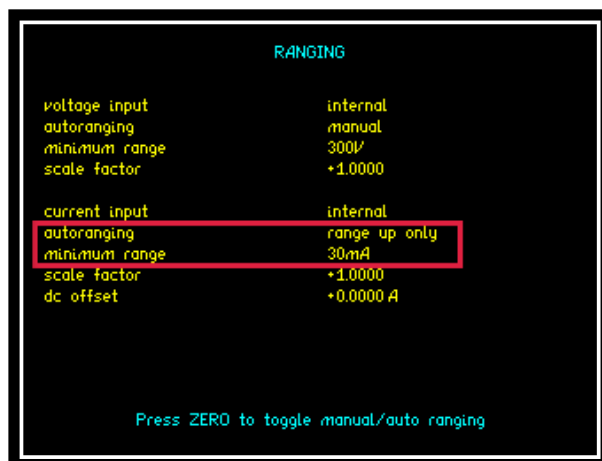 RANGING
voltage input internal
autoranging manual
minimum range 300V
scale factor +1.0000
current input internal
autoranging range up only
minimum range 30mA
scale factor +1.0000
dc offset +0.0000 A
Press ZERO to toggle manual/auto ranging